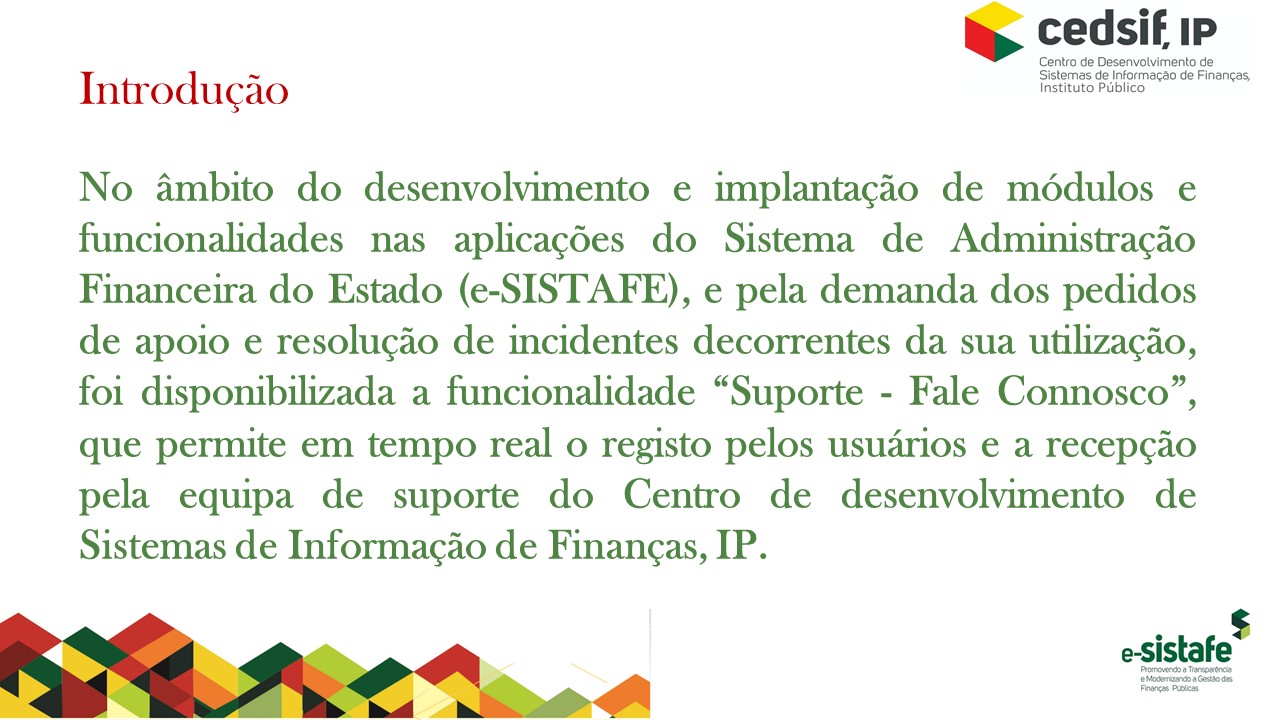 cedsif, IP
Centro de Desenvolvimento de
Sistemas de Informação de Finanças,
Instituto Público
Introdução
No âmbito do desenvolvimento e implantação de módulos e
funcionalidades nas aplicações do Sistema de Administração
Financeira do Estado (e-SISTAFE), e pela demanda dos pedidos
de apoio e resolução de incidentes decorrentes da sua utilização,
foi disponibilizada a funcionalidade “Suporte - Fale Connosco”,
que permite em tempo real o registo pelos usuários e a recepção
pela equipa de suporte do Centro de desenvolvimento de
Sistemas de Informação de Finanças, IP.
e-sistafe
Promovendo a Transparência
e Modernizando a Gestão das
Finanças Públicas